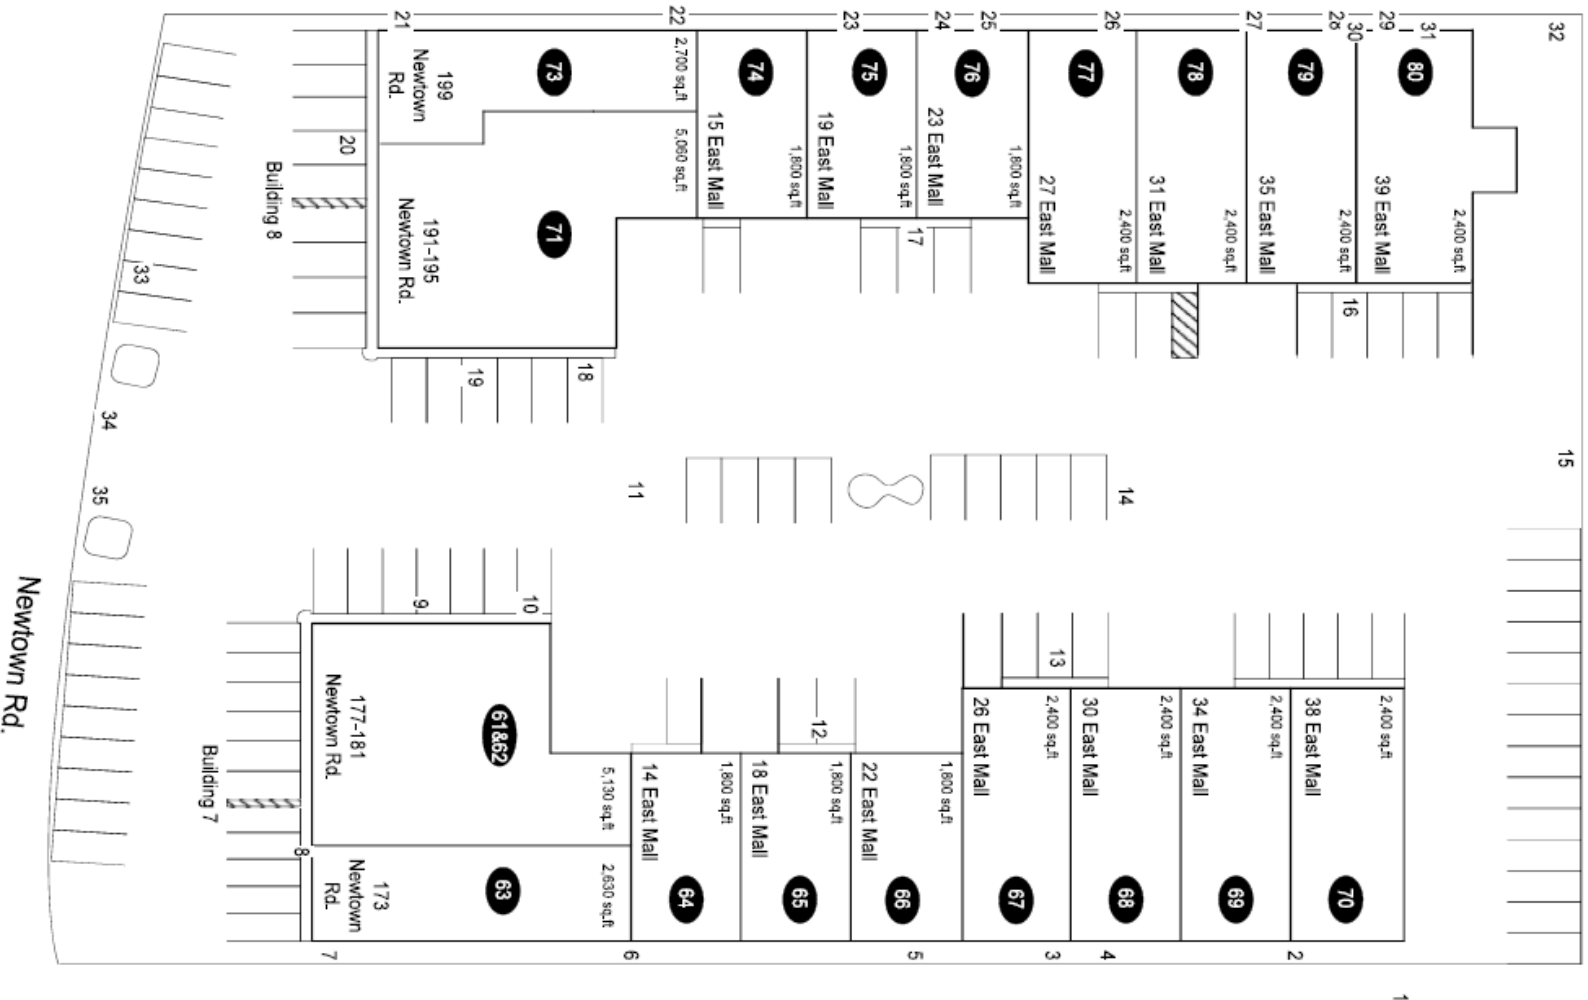 21
22
23
24
25
26
27
28
30
29
31
32
199
Newtown
Rd.
73
2,700 sq.ft
74
15 East Mall
1,800 sq.ft
75
19 East Mall
1,800 sq.ft
76
23 East Mall
1,800 sq.ft
77
27 East Mall
2,400 sq.ft
78
31 East Mall
2,400 sq.ft
79
35 East Mall
2,400 sq.ft
80
39 East Mall
2,400 sq.ft
20
Building 8
191-195
Newtown Rd.
71
5,060 sq.ft
17
16
33
19
18
34
35
11
14
15
Newtown Rd.
9
10
12
13
Building 7
177-181
Newtown Rd.
61&62
5,130 sq.ft
8
173
Newtown
Rd.
63
2,630 sq.ft
14 East Mall
1,800 sq.ft
64
18 East Mall
1,800 sq.ft
65
22 East Mall
1,800 sq.ft
66
26 East Mall
2,400 sq.ft
67
30 East Mall
2,400 sq.ft
68
34 East Mall
2,400 sq.ft
69
38 East Mall
2,400 sq.ft
70
7
6
5
3
4
2
1